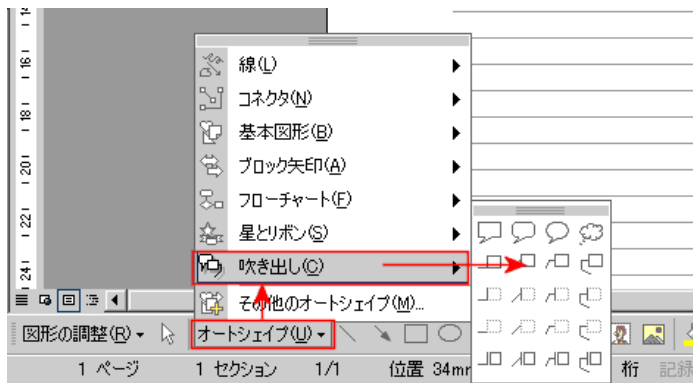 14
16
18
20
22
24
線(L)
コネクタ(N)
基本図形(B)
ブロック矢印(A)
フローチャート(F)
星とリボン(S)
吹き出し(C)
その他のオートシェイプ(M)...
図形の調整(R)
オートシェイプ(U)
1 ページ 1 セクション 1/1 位置 34mm 桁 記録